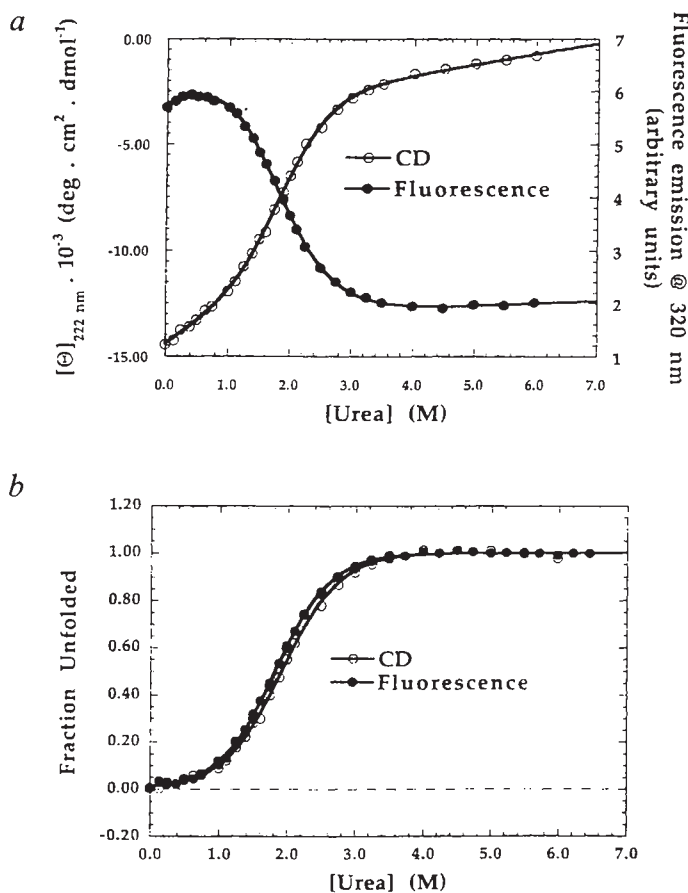 a
[Θ]222 nm · 10-3 (deg . cm2 . dmol-1)
0.00
-5.00
-10.00
-15.00
CD
Fluorescence
7
6
5
4
3
2
1
Fluorescence emission @ 320 nm
(arbitrary units)
0.0 1.0 2.0 3.0 4.0 5.0 6.0 7.0
[Urea] (M)
b
Fraction Unfolded
1.20
1.00
0.80
0.60
0.40
0.20
0.00
-0.20
CD
Fluorescence
0.0 1.0 2.0 3.0 4.0 5.0 6.0 7.0
[Urea] (M)